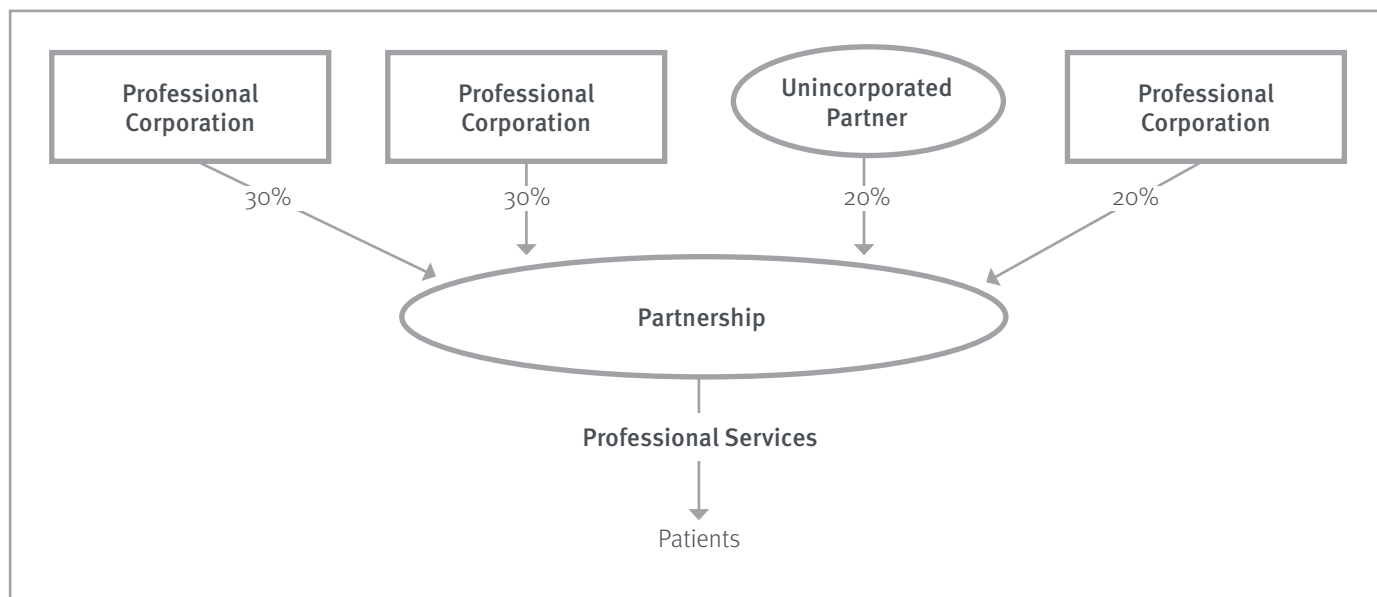 Professional
Corporation
Professional
Corporation
Unincorporated
Partner
Professional
Corporation
30%
30%
20%
20%
Partnership
Professional Services
Patients